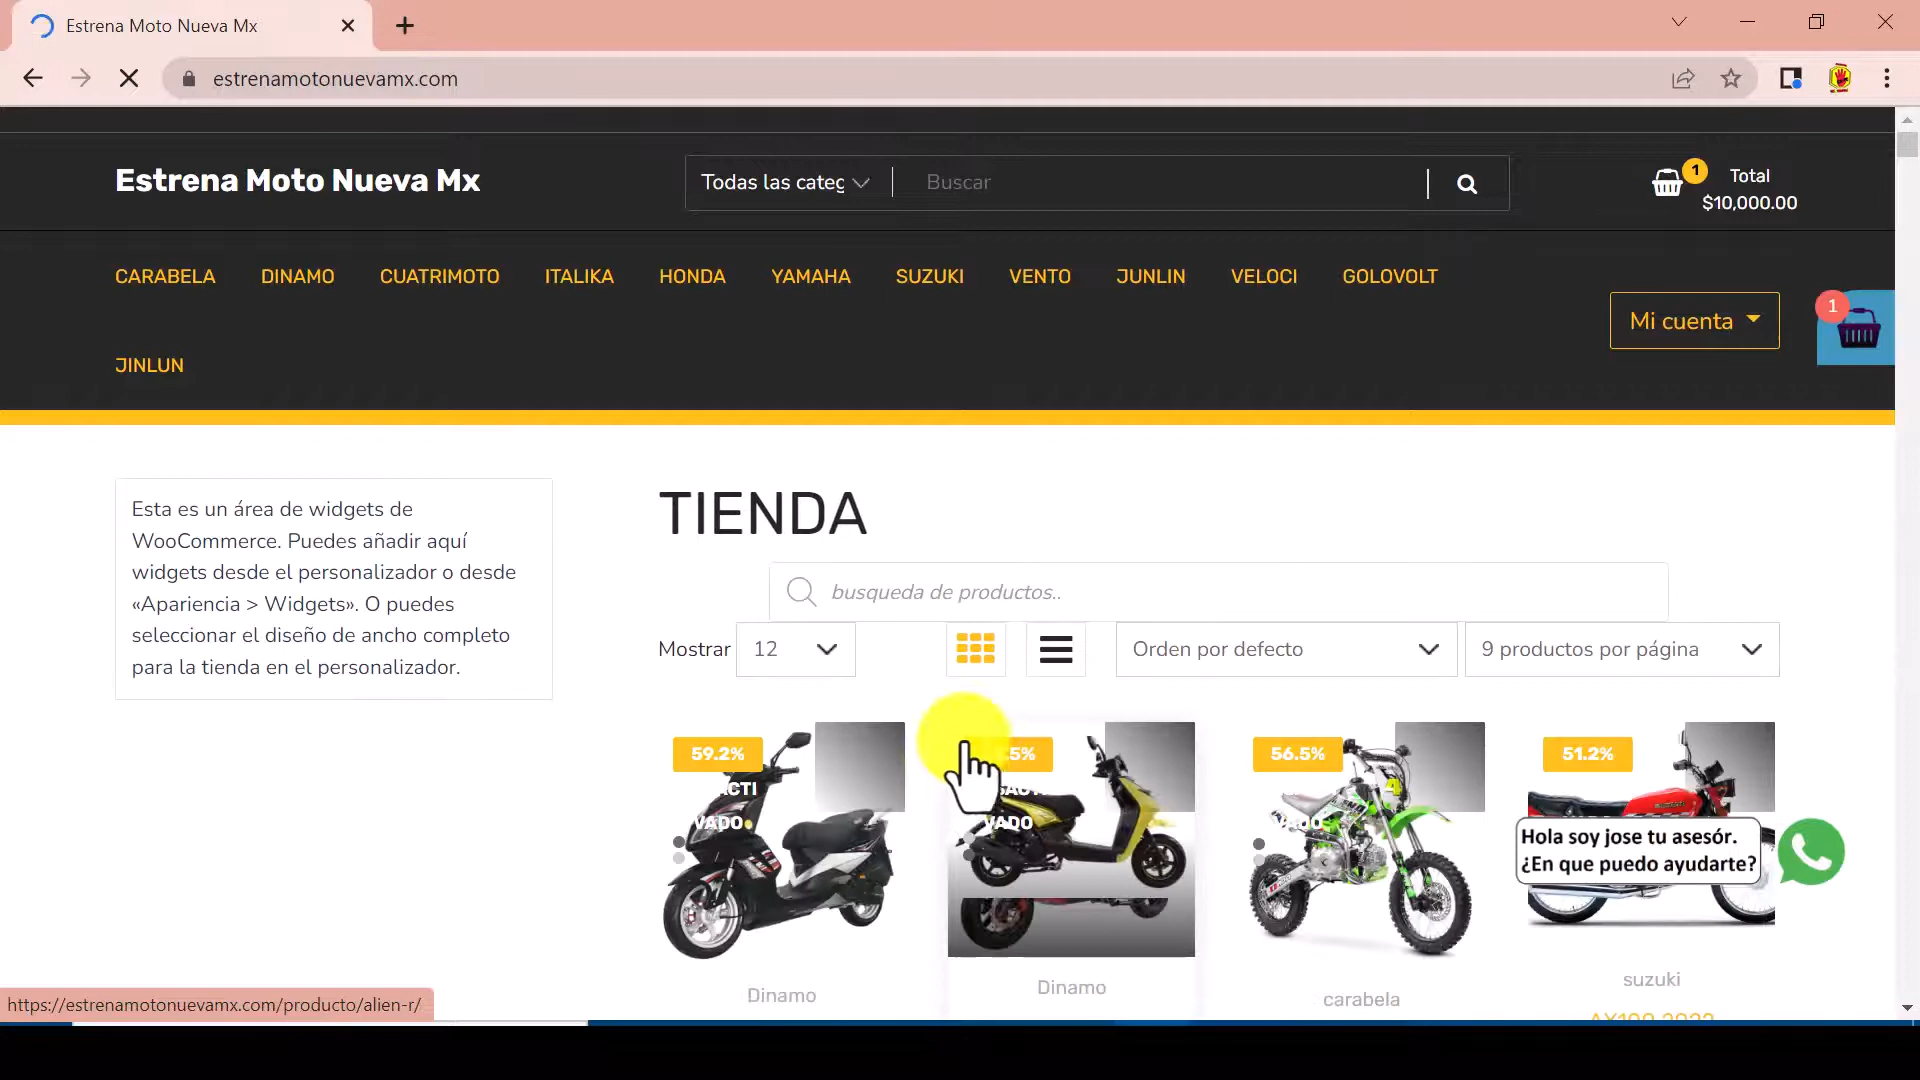 Estrena Moto Nueva Mx
estrenamotonuevamx.com
Estrena Moto Nueva Mx
Todas las categ
Buscar
1
Total
$10,000.00
CARABELA DINAMO CUATRIMOTO ITALIKA HONDA YAMAHA SUZUKI VENTO JUNLIN VELOCI GOLOVOLT
JINLUN
Mi cuenta
1
Esta es un área de widgets de
WooCommerce. Puedes añadir aquí
widgets desde el personalizador o desde
«Apariencia > Widgets». O puedes
seleccionar el diseño de ancho completo
para la tienda en el personalizador.
TIENDA
busqueda de productos..
Mostrar 12
Orden por defecto
9 productos por página
59.2%
56.5%
51.2%
VADO
VADO
Hola soy jose tu asesór.
¿En que puedo ayudarte?
Dinamo
Dinamo
carabela
suzuki
https://estrenamotonuevamx.com/producto/alien-r/